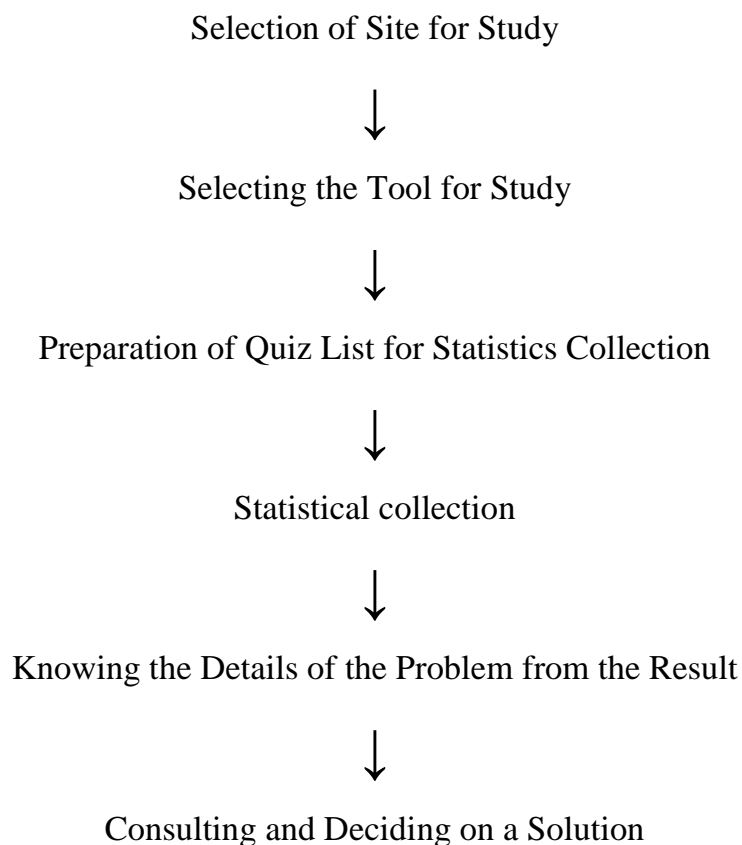 Selection of Site for Study
↓
Selecting the Tool for Study
↓
Preparation of Quiz List for Statistics Collection
↓
Statistical collection
↓
Knowing the Details of the Problem from the Result
↓
Consulting and Deciding on a Solution